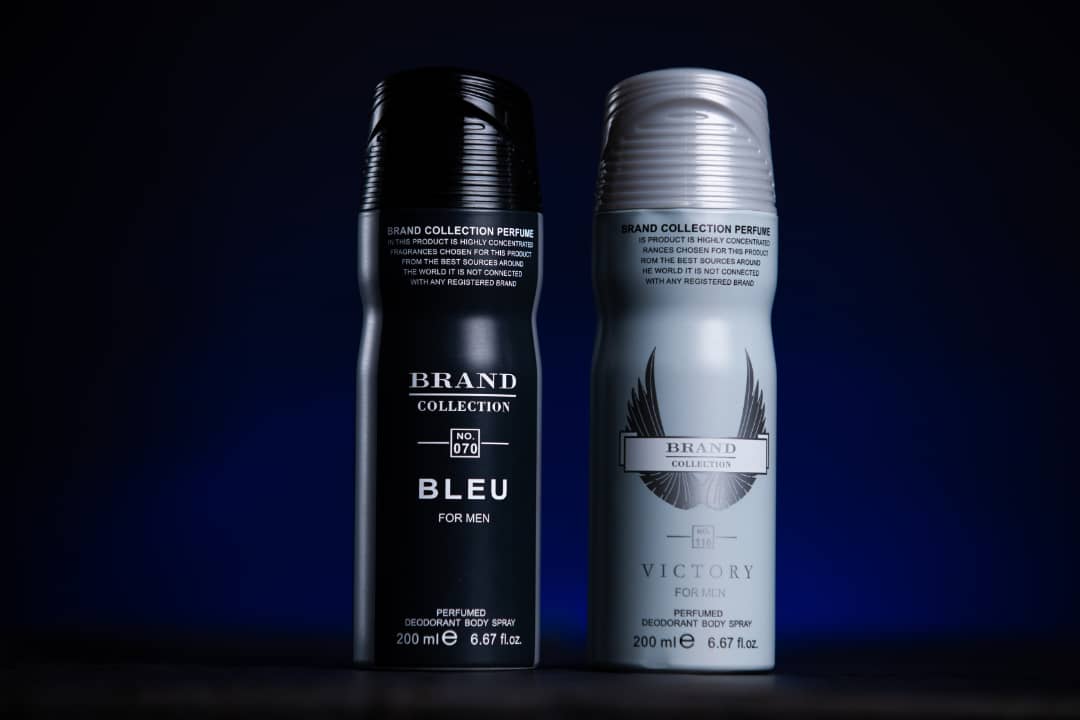 BRAND COLLECTION PERFUME
IN THIS PRODUCT IS HIGHLY CONCENTRATED
FRAGRANCES CHOSEN FOR THIS PRODUCT
FROM THE BEST SOURCES AROUND
THE WORLD IT IS NOT CONNECTED
WITH ANY REGISTERED BRAND
BRAND
COLLECTION
NO.
070
BLEU
FOR MEN
PERFUMED
DEODORANT BODY SPRAY
200 ml ℮ 6.67 fl.oz.
BRAND COLLECTION PERFUME
IS PRODUCT IS HIGHLY CONCENTRATED
RANCES CHOSEN FOR THIS PRODUCT
ROM THE BEST SOURCES AROUND
HE WORLD IT IS NOT CONNECTED
WITH ANY REGISTERED BRAND
BRAND
COLLECTION
NO.
116
VICTORY
FOR MEN
PERFUMED
DEODORANT BODY SPRAY
200 ml ℮ 6.67 fl.oz.